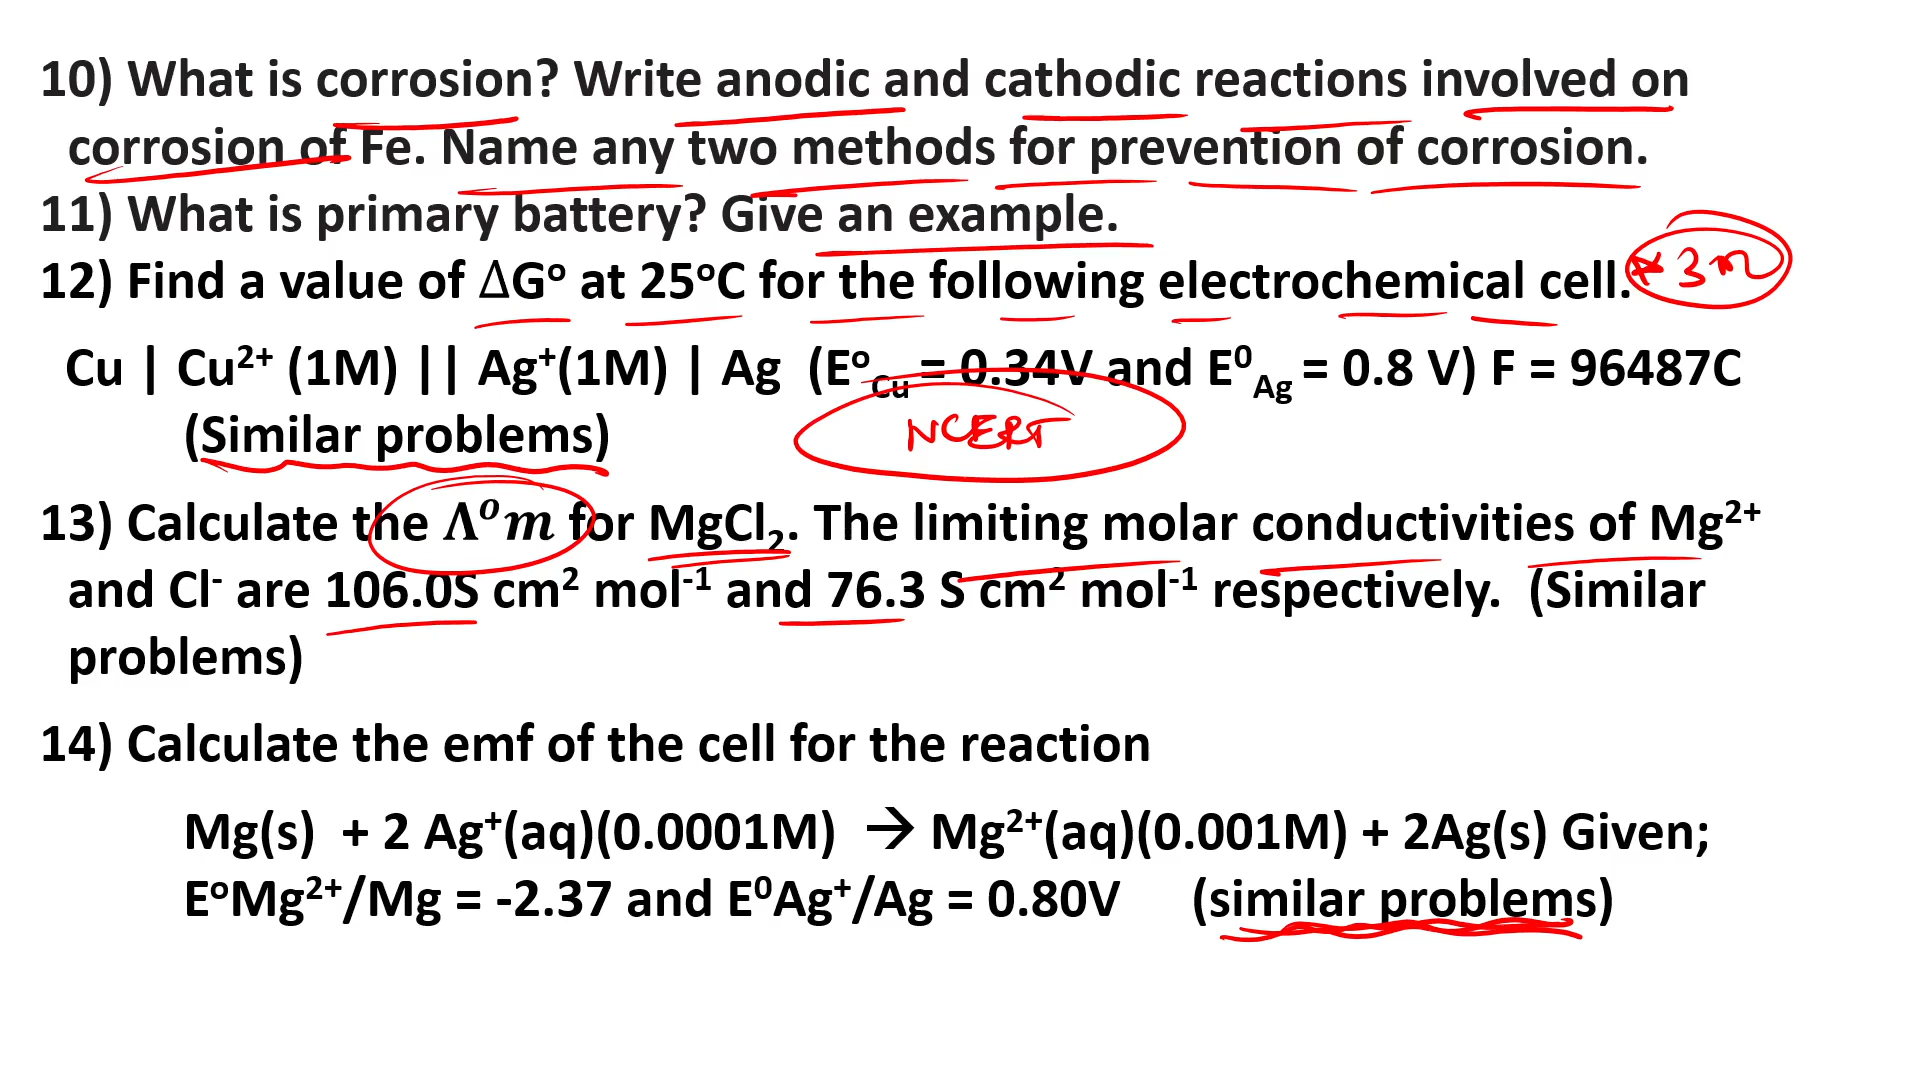 10) What is corrosion? Write anodic and cathodic reactions involved on
corrosion of Fe. Name any two methods for prevention of corrosion.
11) What is primary battery? Give an example.
12) Find a value of ΔGᵒ at 25ᵒC for the following electrochemical cell. * 3m
Cu | Cu²⁺ (1M) || Ag⁺(1M) | Ag (Eᵒ_Cu = 0.34V and E⁰_Ag = 0.8 V) F = 96487C
(Similar problems) NCERT
13) Calculate the Λᵒm for MgCl₂. The limiting molar conductivities of Mg²⁺
and Cl⁻ are 106.0S cm² mol⁻¹ and 76.3 S cm² mol⁻¹ respectively. (Similar
problems)
14) Calculate the emf of the cell for the reaction
Mg(s) + 2 Ag⁺(aq)(0.0001M) → Mg²⁺(aq)(0.001M) + 2Ag(s) Given;
EᵒMg²⁺/Mg = -2.37 and E⁰Ag⁺/Ag = 0.80V (similar problems)